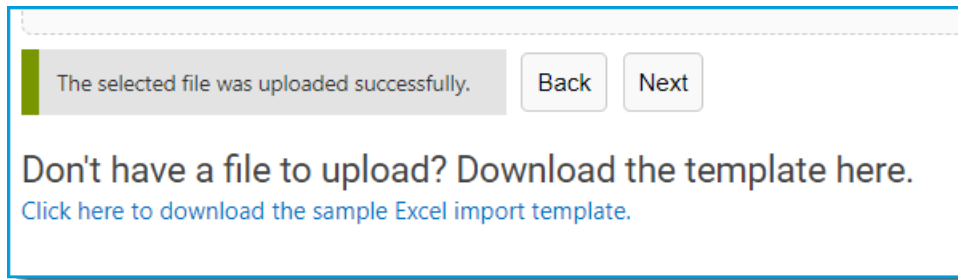 The selected file was uploaded successfully.
Back
Next
Don't have a file to upload? Download the template here.
Click here to download the sample Excel import template.